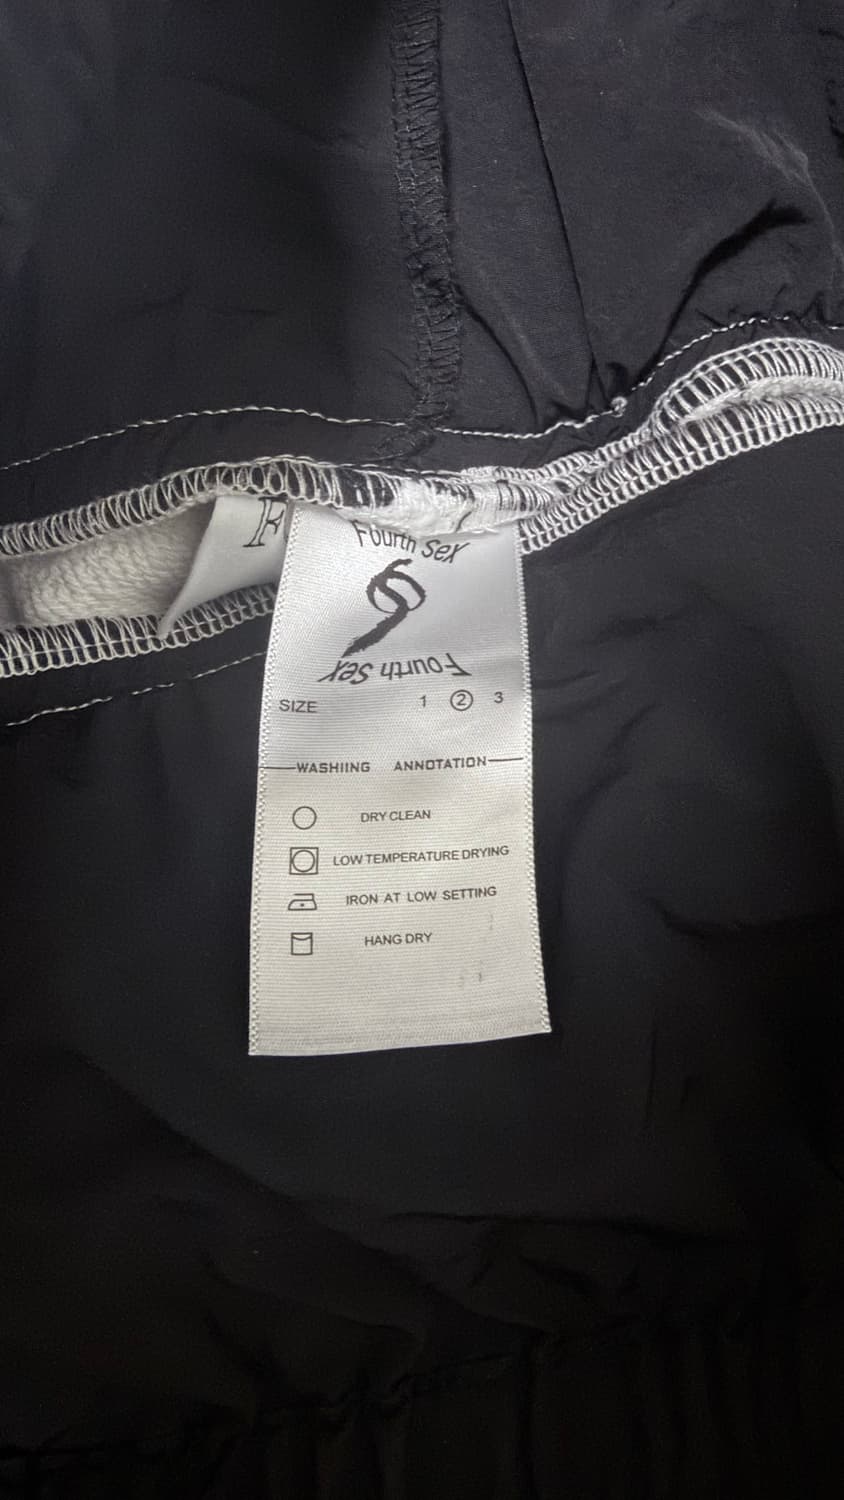 F
Fourth Sex
Fourth Sex
SIZE 1 2 3
WASHIING ANNOTATION
DRY CLEAN
LOW TEMPERATURE DRYING
IRON AT LOW SETTING
HANG DRY